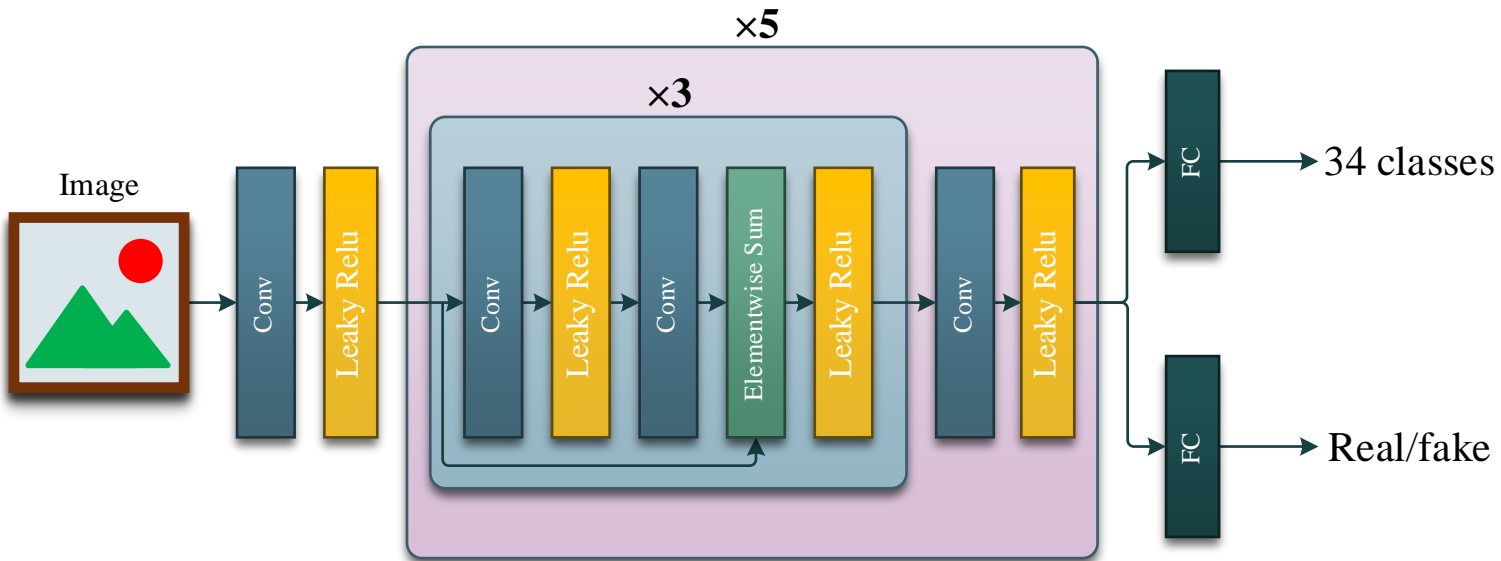 ×5
×3
Image
Conv
Leaky Relu
Conv
Leaky Relu
Conv
Elementwise Sum
Leaky Relu
Conv
Leaky Relu
FC
34 classes
FC
Real/fake